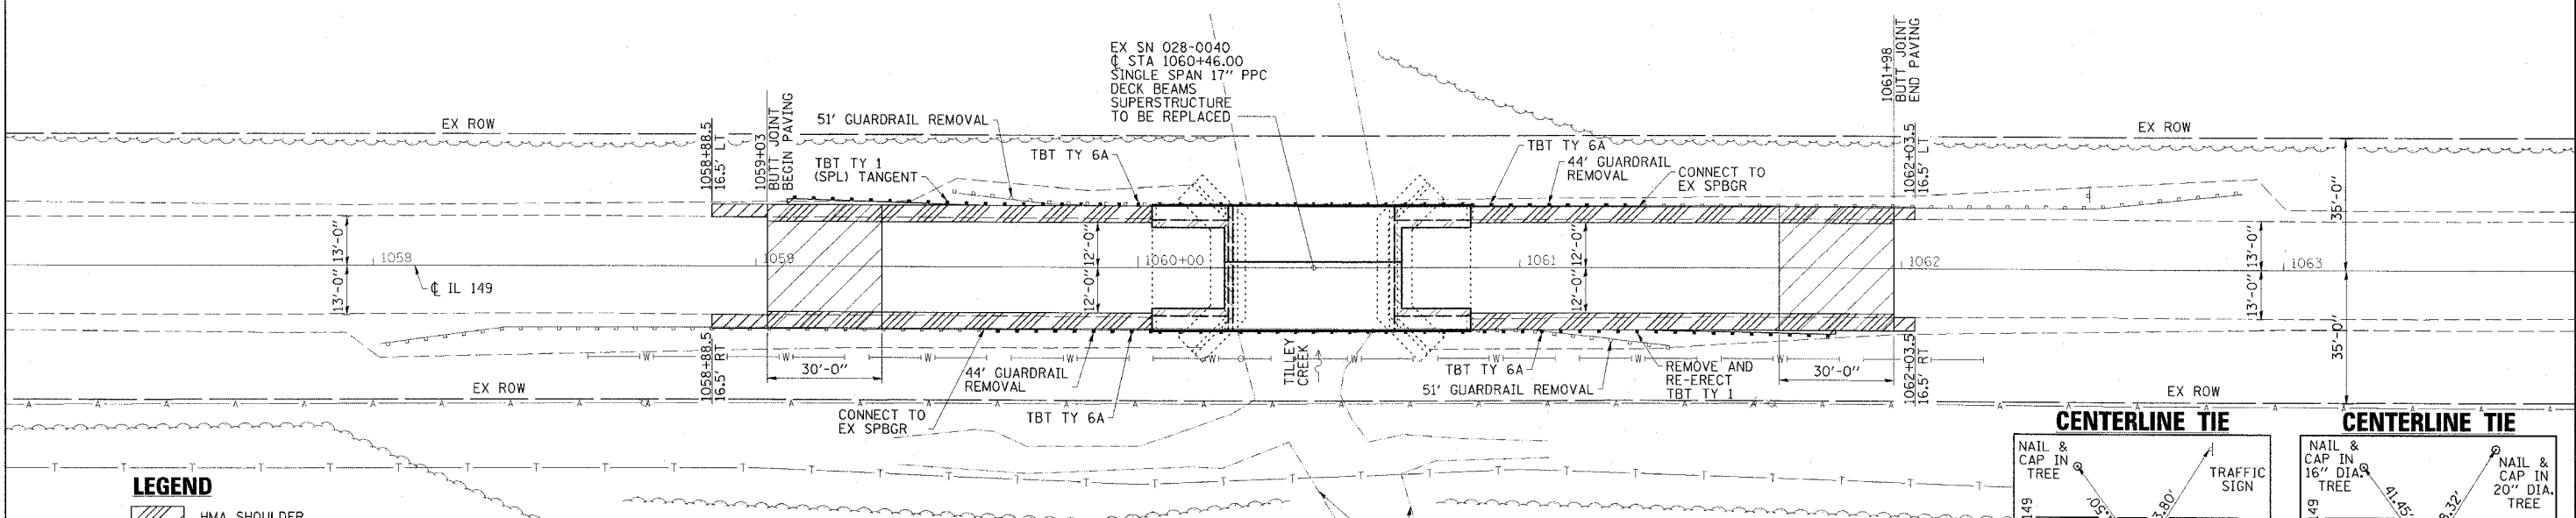 EX SN 028-0040
℄ STA 1060+46.00
SINGLE SPAN 17" PPC
DECK BEAMS
SUPERSTRUCTURE
TO BE REPLACED
1061+98
BUTT JOINT
END PAVING
EX ROW
1058+88.5
16.5' LT
1059+03
BUTT JOINT
BEGIN PAVING
51' GUARDRAIL REMOVAL
TBT TY 1
(SPL) TANGENT
TBT TY 6A
TBT TY 6A
44' GUARDRAIL
REMOVAL
CONNECT TO
EX SPBGR
1062+03.5
16.5' LT
EX ROW
35'-0"
13'-0"
13'-0"
1058
℄ IL 149
1059
12'-0"
12'-0"
1060+00
1061
12'-0"
12'-0"
1062
13'-0"
13'-0"
1063
35'-0"
W W W W W W W W W
1058+88.5
16.5' RT
30'-0"
EX ROW
44' GUARDRAIL
REMOVAL
CONNECT TO
EX SPBGR
TBT TY 6A
TILLEY
CREEK
TBT TY 6A
51' GUARDRAIL REMOVAL
REMOVE AND
RE-ERECT
TBT TY 1
30'-0"
1062+03.5
16.5' RT
EX ROW
LEGEND
HMA SHOULDER
CENTERLINE TIE
NAIL &
CAP IN
TREE
TRAFFIC
SIGN
149
CENTERLINE TIE
NAIL &
CAP IN
16" DIA.
TREE
NAIL &
CAP IN
20" DIA.
TREE
41.45'
149